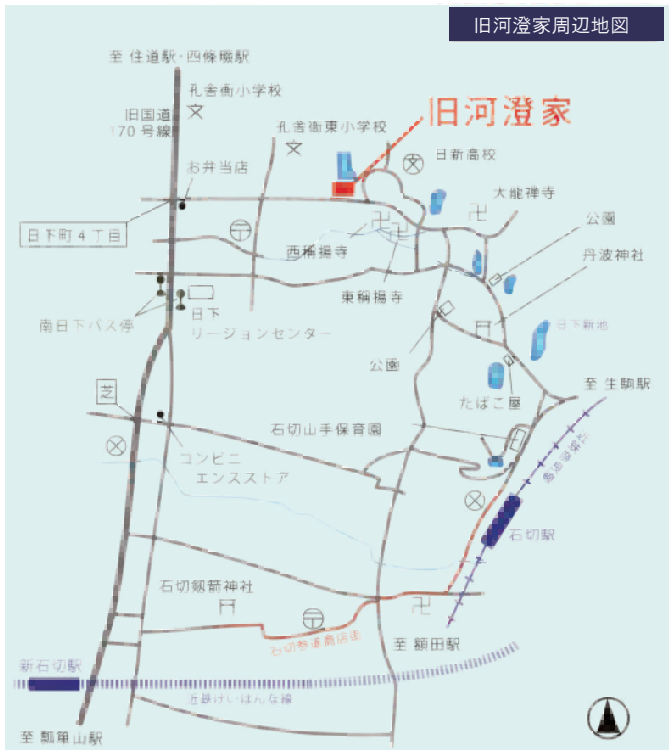 旧河澄家周辺地図
至 住道駅・四條畷駅
孔舎衙小学校
旧国道
170号線
孔舎衙東小学校
旧河澄家
日新高校
お弁当店
大龍禅寺
公園
丹波神社
日下町4丁目
西稱揚寺
東稱揚寺
日下
リージョンセンター
南日下バス停
日下新池
公園
至 生駒駅
たばこ屋
芝
石切山手保育園
コンビニ
エンスストア
石切駅
石切劔箭神社
石切参道商店街
至 額田駅
新石切駅
近鉄けいはんな線
至 瓢箪山駅